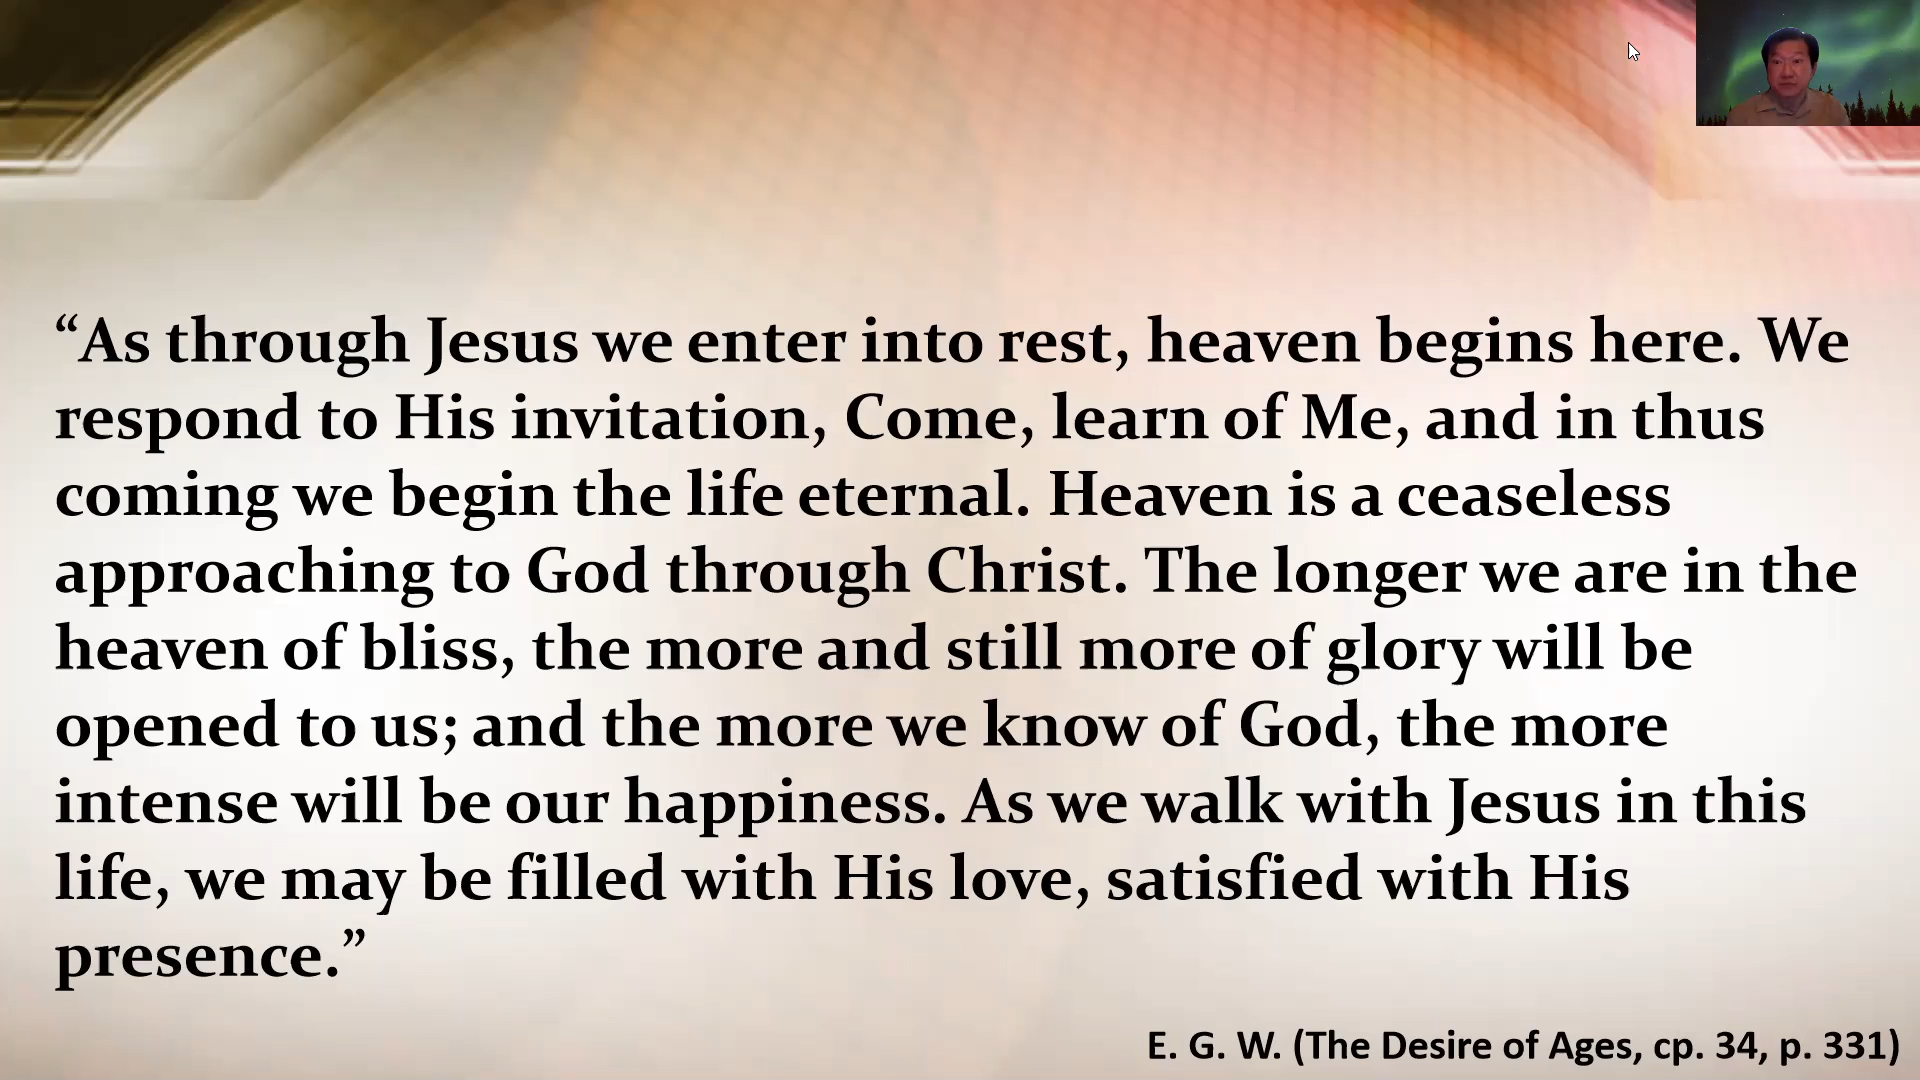 “As through Jesus we enter into rest, heaven begins here. We
respond to His invitation, Come, learn of Me, and in thus
coming we begin the life eternal. Heaven is a ceaseless
approaching to God through Christ. The longer we are in the
heaven of bliss, the more and still more of glory will be
opened to us; and the more we know of God, the more
intense will be our happiness. As we walk with Jesus in this
life, we may be filled with His love, satisfied with His
presence.”
E. G. W. (The Desire of Ages, cp. 34, p. 331)